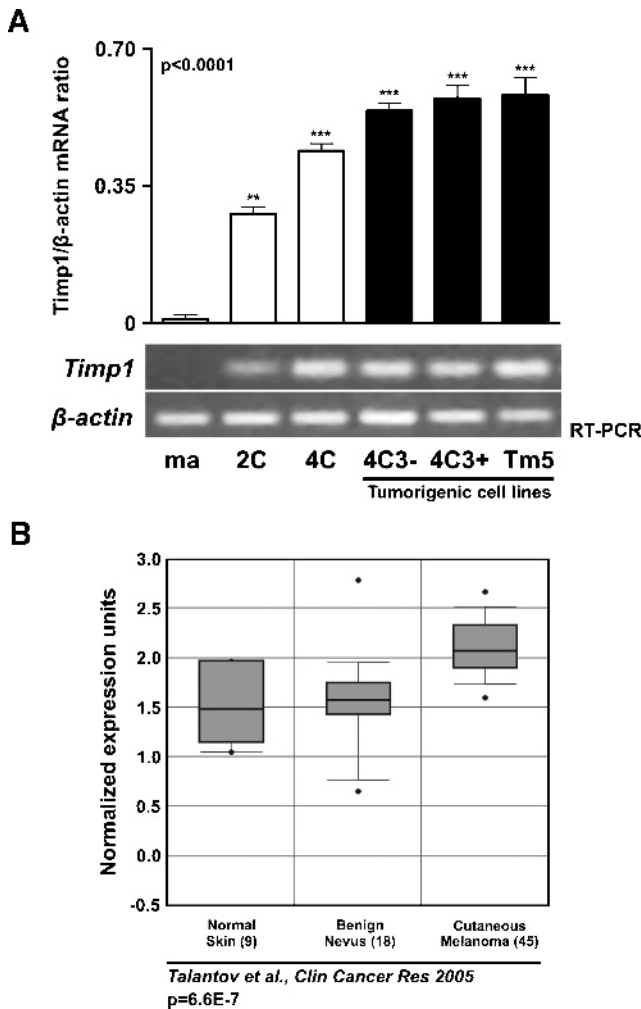 A
Timp1/β-actin mRNA ratio
0.70
0.35
0
p<0.0001
** *** *** *** ***
Timp1
β-actin
RT-PCR
ma 2C 4C 4C3- 4C3+ Tm5
Tumorigenic cell lines
B
Normalized expression units
3.0
2.5
2.0
1.5
1.0
0.5
0.0
-0.5
Normal Skin (9)
Benign Nevus (18)
Cutaneous Melanoma (45)
Talantov et al., Clin Cancer Res 2005
p=6.6E-7